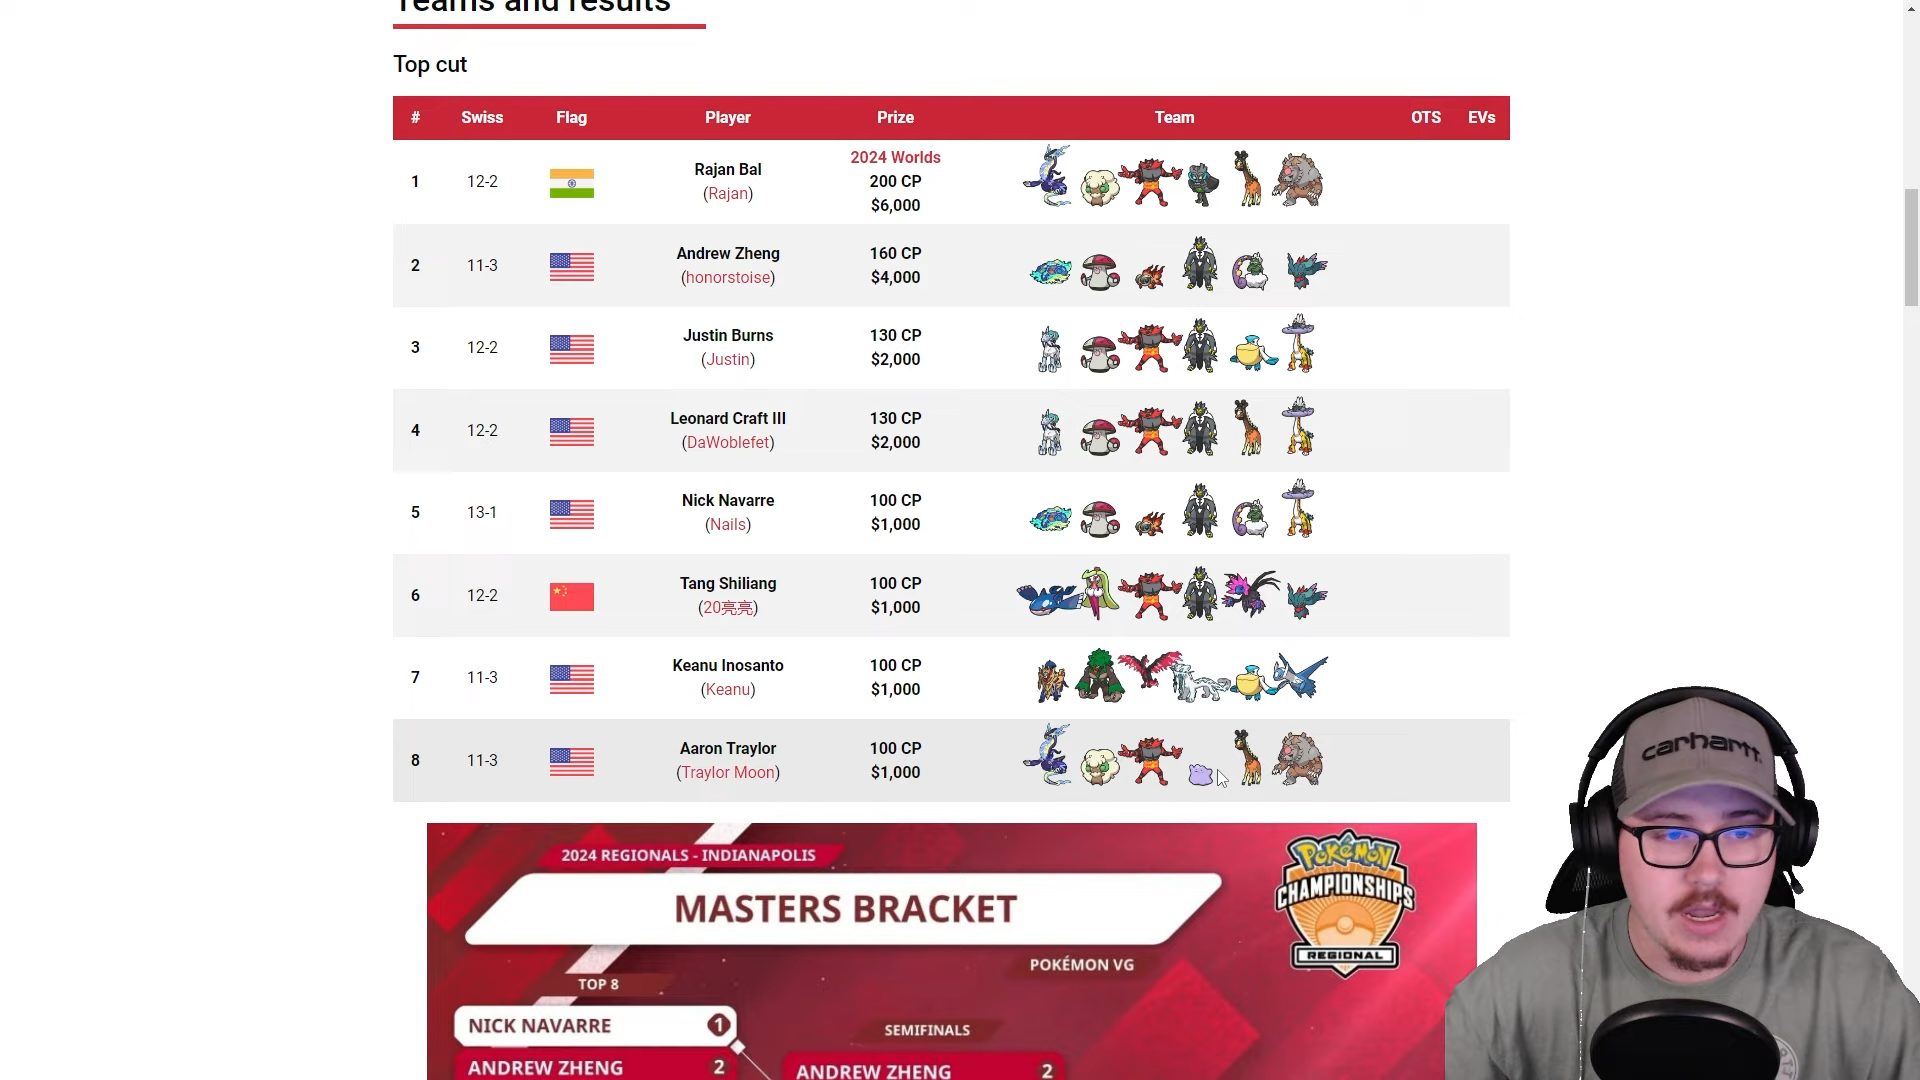 Teams and results
Top cut
# Swiss Flag Player Prize Team OTS EVs
1 12-2 Rajan Bal (Rajan) 2024 Worlds 200 CP $6,000
2 11-3 Andrew Zheng (honorstoise) 160 CP $4,000
3 12-2 Justin Burns (Justin) 130 CP $2,000
4 12-2 Leonard Craft III (DaWoblefet) 130 CP $2,000
5 13-1 Nick Navarre (Nails) 100 CP $1,000
6 12-2 Tang Shiliang (20亮亮) 100 CP $1,000
7 11-3 Keanu Inosanto (Keanu) 100 CP $1,000
8 11-3 Aaron Traylor (Traylor Moon) 100 CP $1,000
carhartt
2024 REGIONALS - INDIANAPOLIS
MASTERS BRACKET
POKéMON
CHAMPIONSHIPS
REGIONAL
POKÉMON VG
TOP 8
NICK NAVARRE 1
SEMIFINALS
ANDREW ZHENG 2
ANDREW ZHENG 2